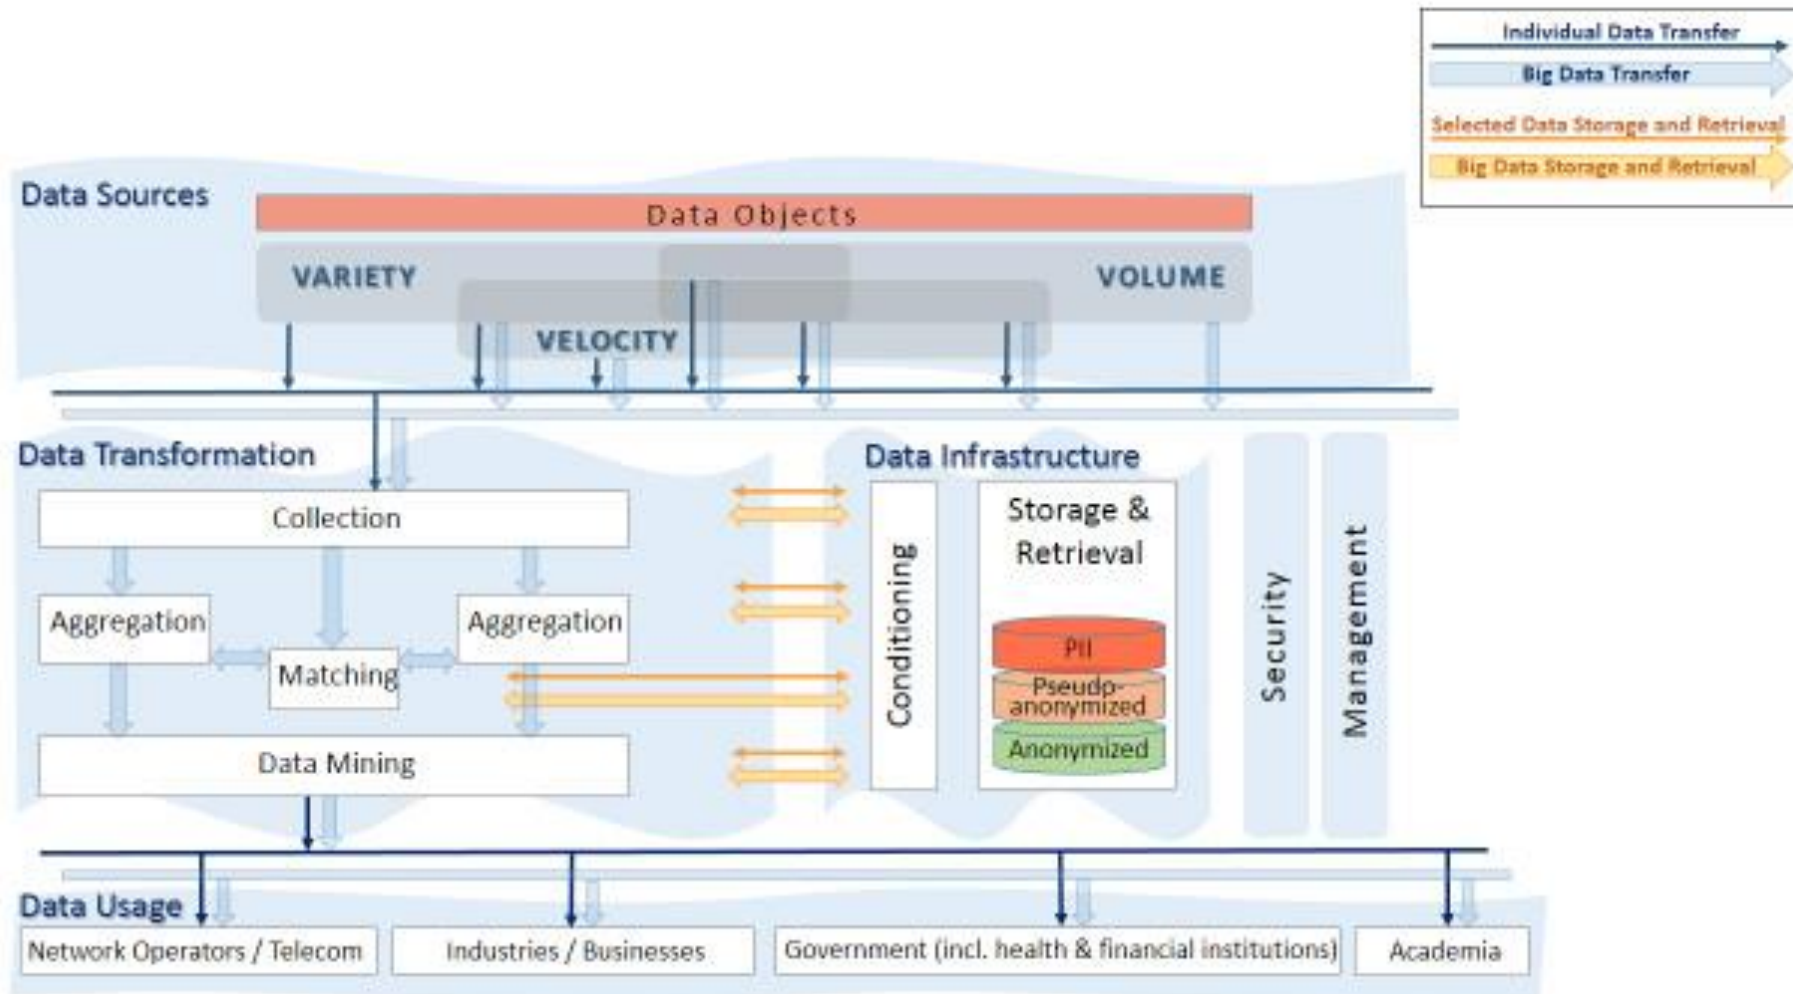 Individual Data Transfer
Big Data Transfer
Selected Data Storage and Retrieval
Big Data Storage and Retrieval
Data Sources
Data Objects
VARIETY
VOLUME
VELOCITY
Data Transformation
Collection
Aggregation
Aggregation
Matching
Data Mining
Data Infrastructure
Conditioning
Storage &
Retrieval
PII
Pseudo-
anonymized
Anonymized
Security
Management
Data Usage
Network Operators / Telecom
Industries / Businesses
Government (incl. health & financial institutions)
Academia